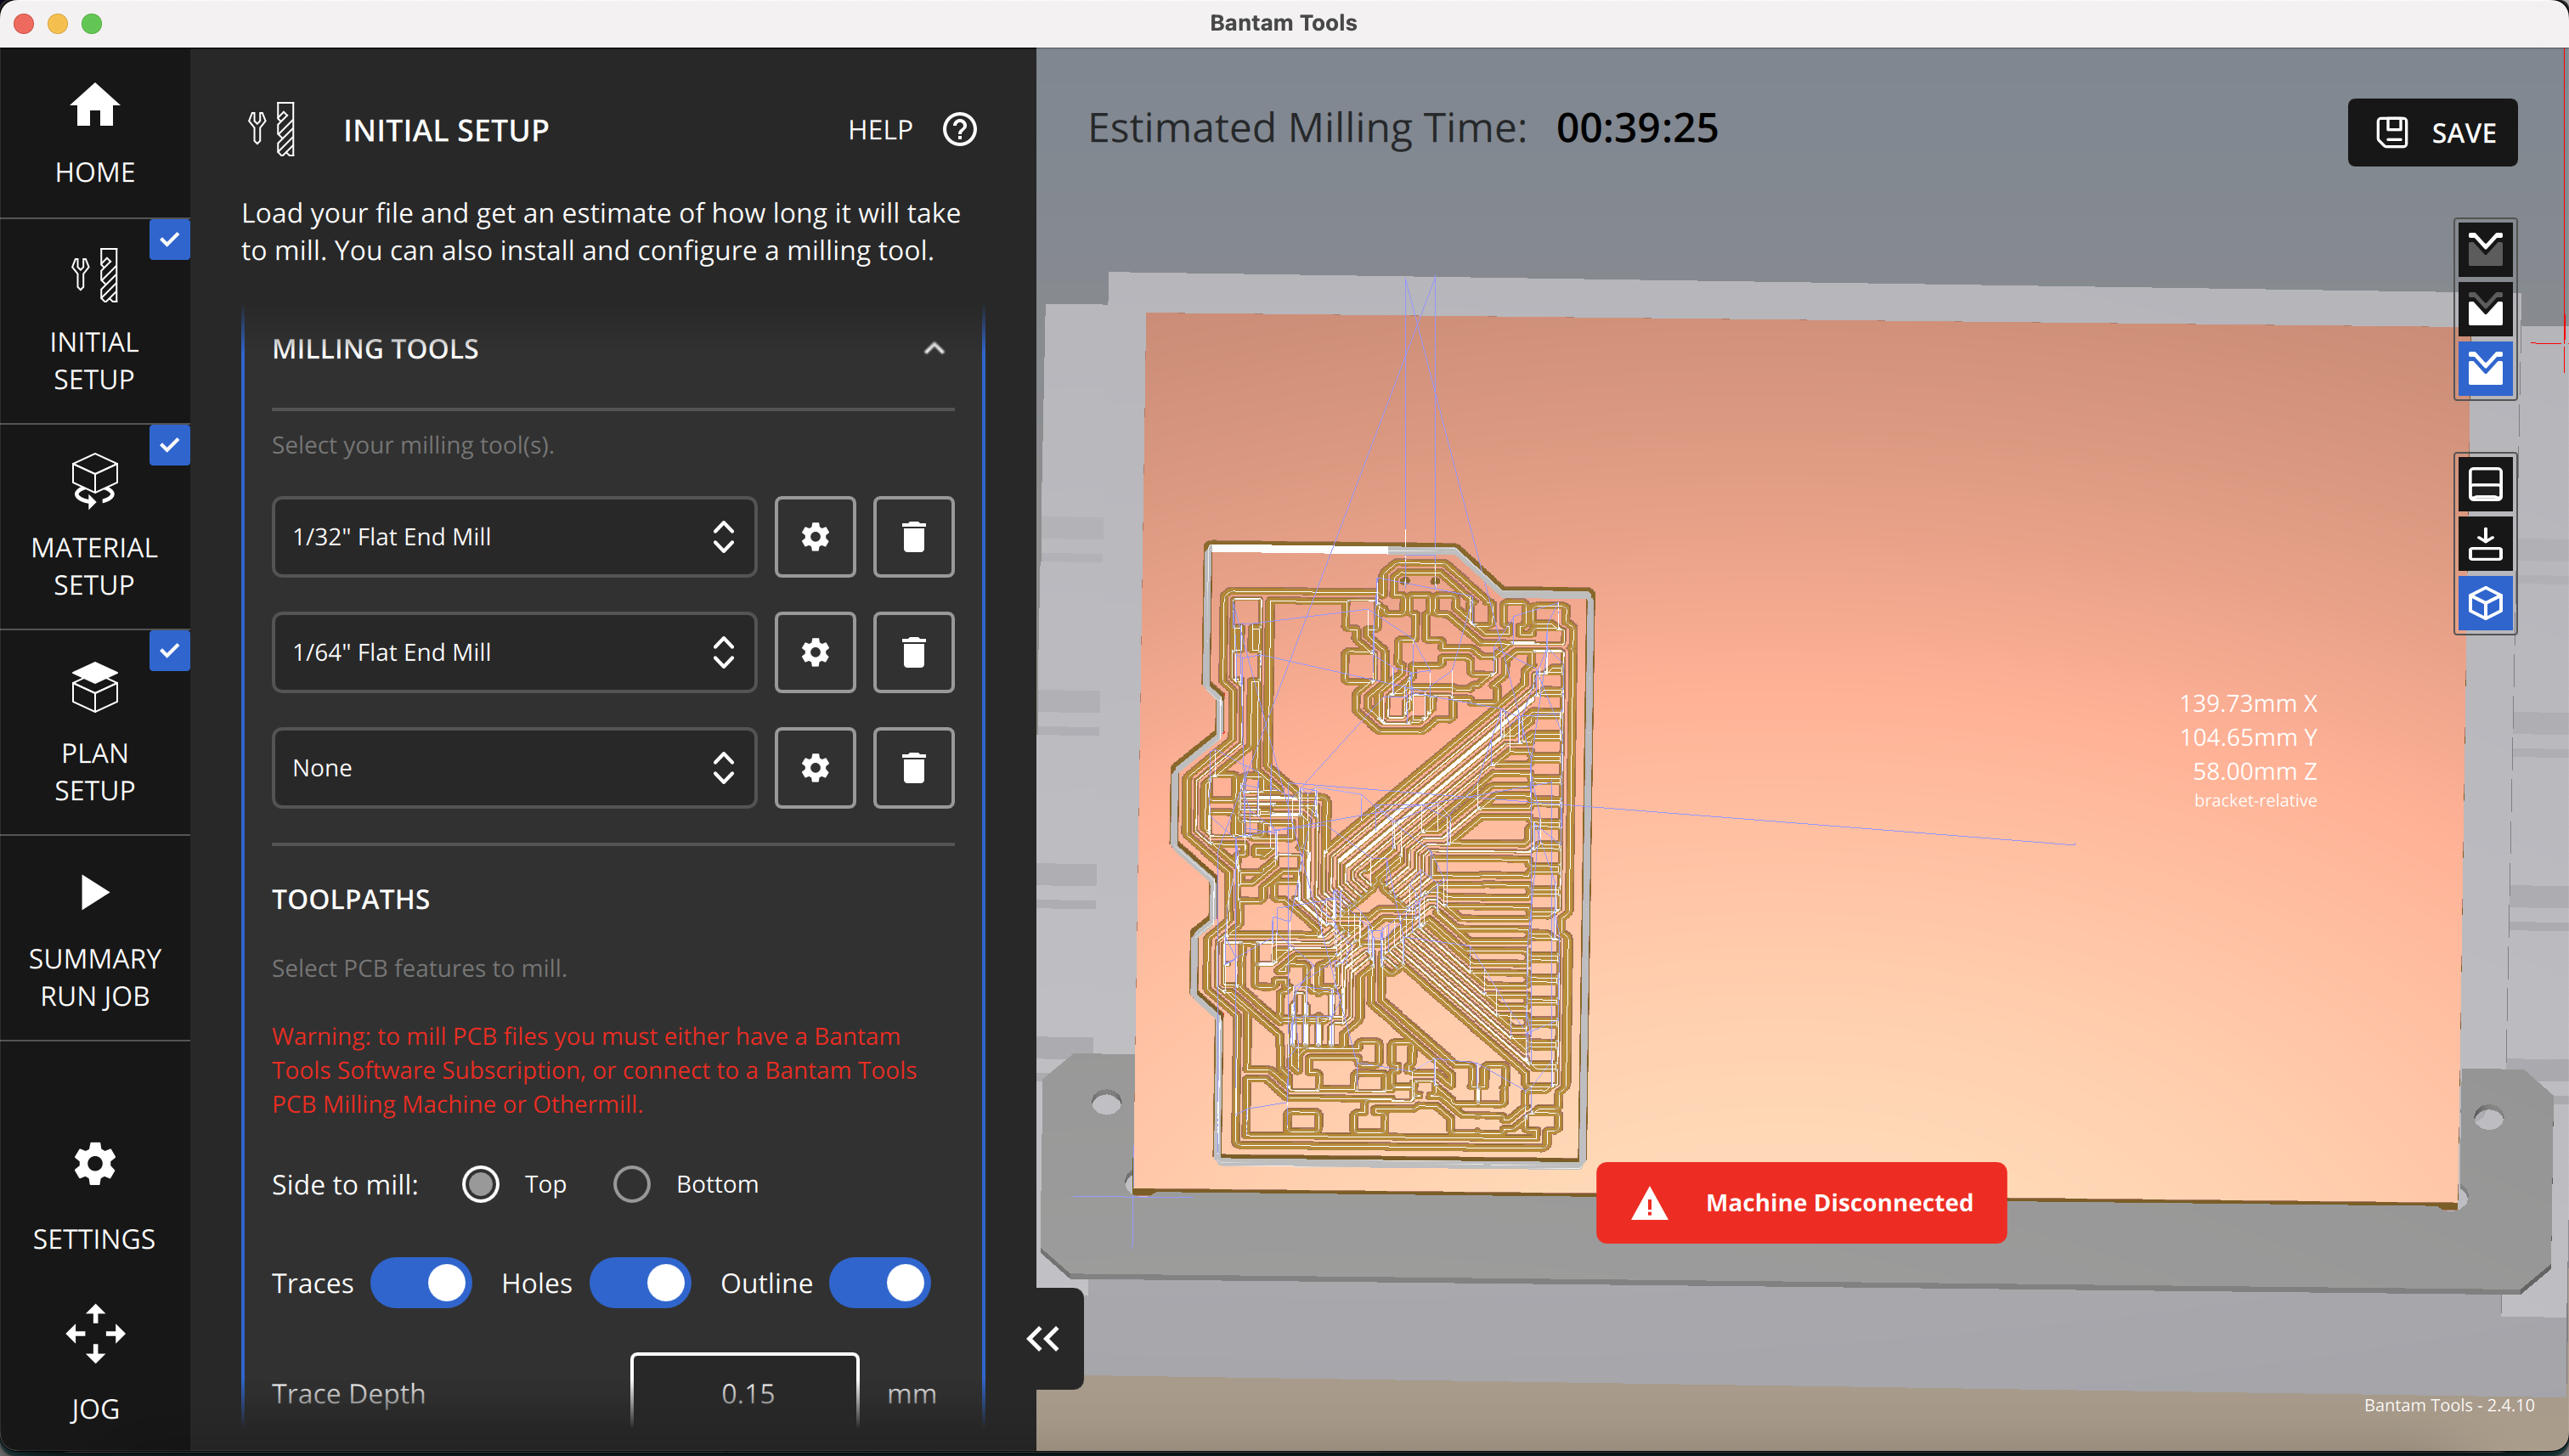 Bantam Tools
HOME
INITIAL
SETUP
MATERIAL
SETUP
PLAN
SETUP
SUMMARY
RUN JOB
SETTINGS
JOG
INITIAL SETUP
HELP
Load your file and get an estimate of how long it will take
to mill. You can also install and configure a milling tool.
MILLING TOOLS
Select your milling tool(s).
1/32" Flat End Mill
1/64" Flat End Mill
None
TOOLPATHS
Select PCB features to mill.
Warning: to mill PCB files you must either have a Bantam
Tools Software Subscription, or connect to a Bantam Tools
PCB Milling Machine or Othermill.
Side to mill: Top Bottom
Traces Holes Outline
Trace Depth 0.15 mm
Estimated Milling Time: 00:39:25
SAVE
139.73mm X
104.65mm Y
58.00mm Z
bracket-relative
Machine Disconnected
Bantam Tools - 2.4.10